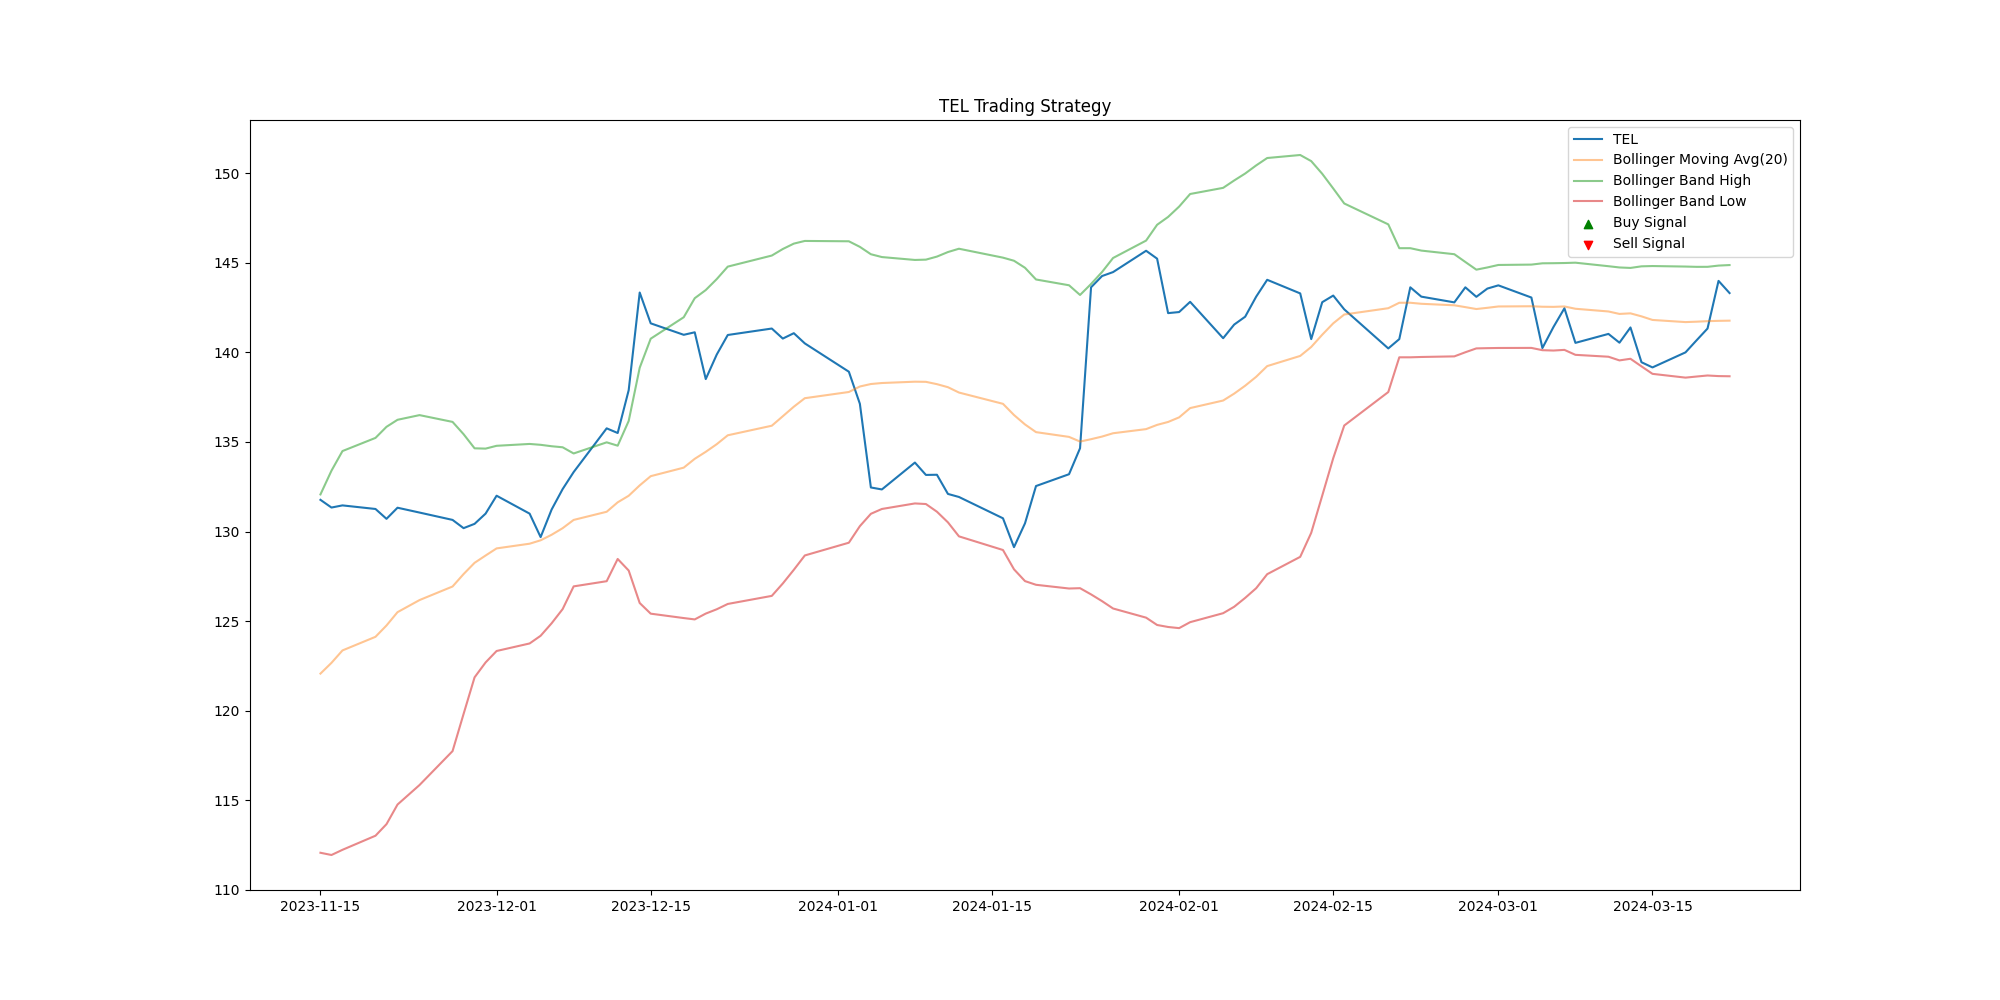 TEL Trading Strategy
TEL
Bollinger Moving Avg(20)
Bollinger Band High
Bollinger Band Low
Buy Signal
Sell Signal
150
145
140
135
130
125
120
115
110
2023-11-15
2023-12-01
2023-12-15
2024-01-01
2024-01-15
2024-02-01
2024-02-15
2024-03-01
2024-03-15